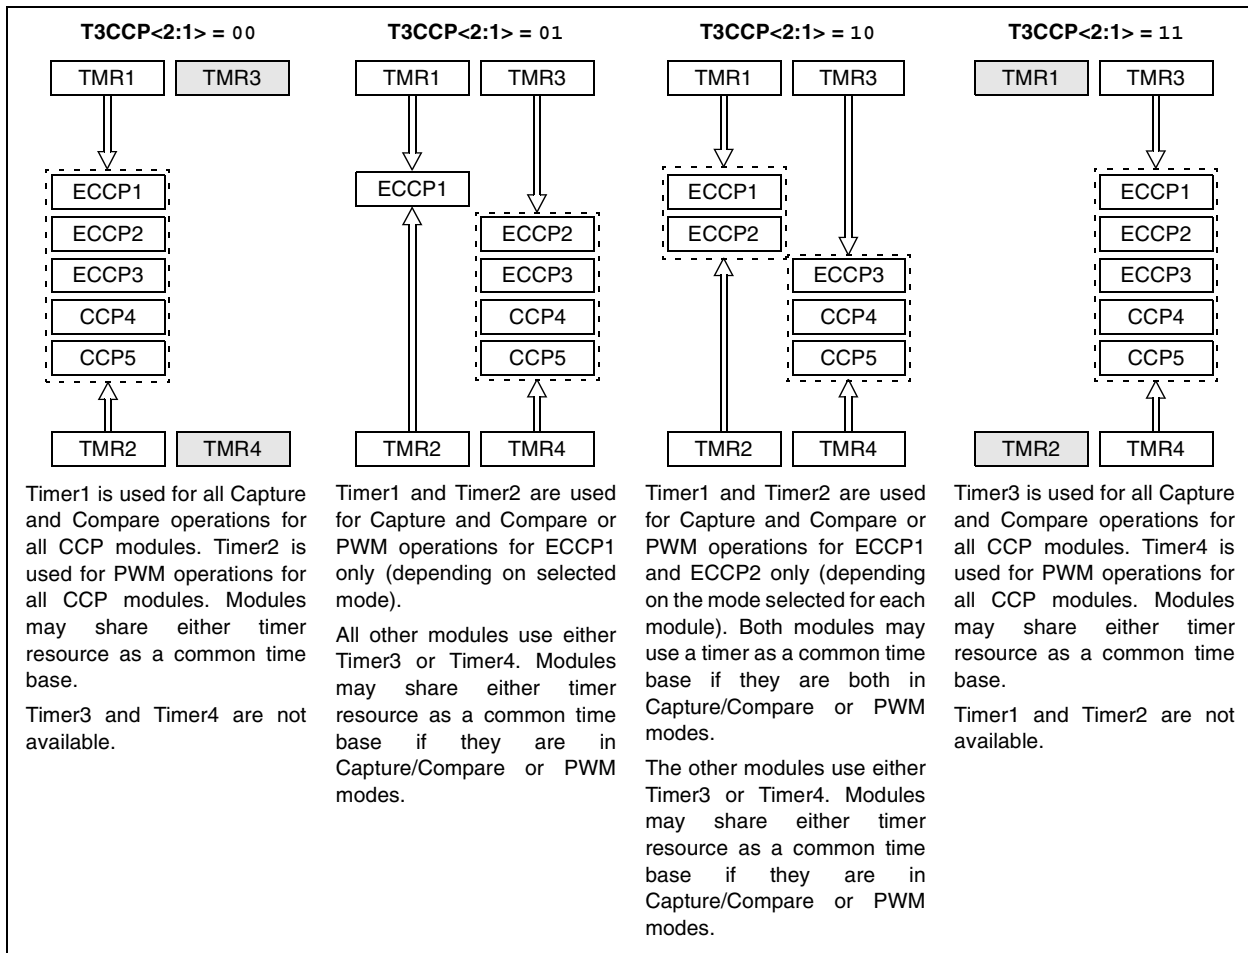 T3CCP<2:1> = 00
TMR1
TMR3
ECCP1
ECCP2
ECCP3
CCP4
CCP5
TMR2
TMR4
Timer1 is used for all Capture
and Compare operations for
all CCP modules. Timer2 is
used for PWM operations for
all CCP modules. Modules
may share either timer
resource as a common time
base.
Timer3 and Timer4 are not
available.
T3CCP<2:1> = 01
TMR1
TMR3
ECCP1
ECCP2
ECCP3
CCP4
CCP5
TMR2
TMR4
Timer1 and Timer2 are used
for Capture and Compare or
PWM operations for ECCP1
only (depending on selected
mode).
All other modules use either
Timer3 or Timer4. Modules
may share either timer
resource as a common time
base if they are in
Capture/Compare or PWM
modes.
T3CCP<2:1> = 10
TMR1
TMR3
ECCP1
ECCP2
ECCP3
CCP4
CCP5
TMR2
TMR4
Timer1 and Timer2 are used
for Capture and Compare or
PWM operations for ECCP1
and ECCP2 only (depending
on the mode selected for each
module). Both modules may
use a timer as a common time
base if they are both in
Capture/Compare or PWM
modes.
The other modules use either
Timer3 or Timer4. Modules
may share either timer
resource as a common time
base if they are in
Capture/Compare or PWM
modes.
T3CCP<2:1> = 11
TMR1
TMR3
ECCP1
ECCP2
ECCP3
CCP4
CCP5
TMR2
TMR4
Timer3 is used for all Capture
and Compare operations for
all CCP modules. Timer4 is
used for PWM operations for
all CCP modules. Modules
may share either timer
resource as a common time
base.
Timer1 and Timer2 are not
available.